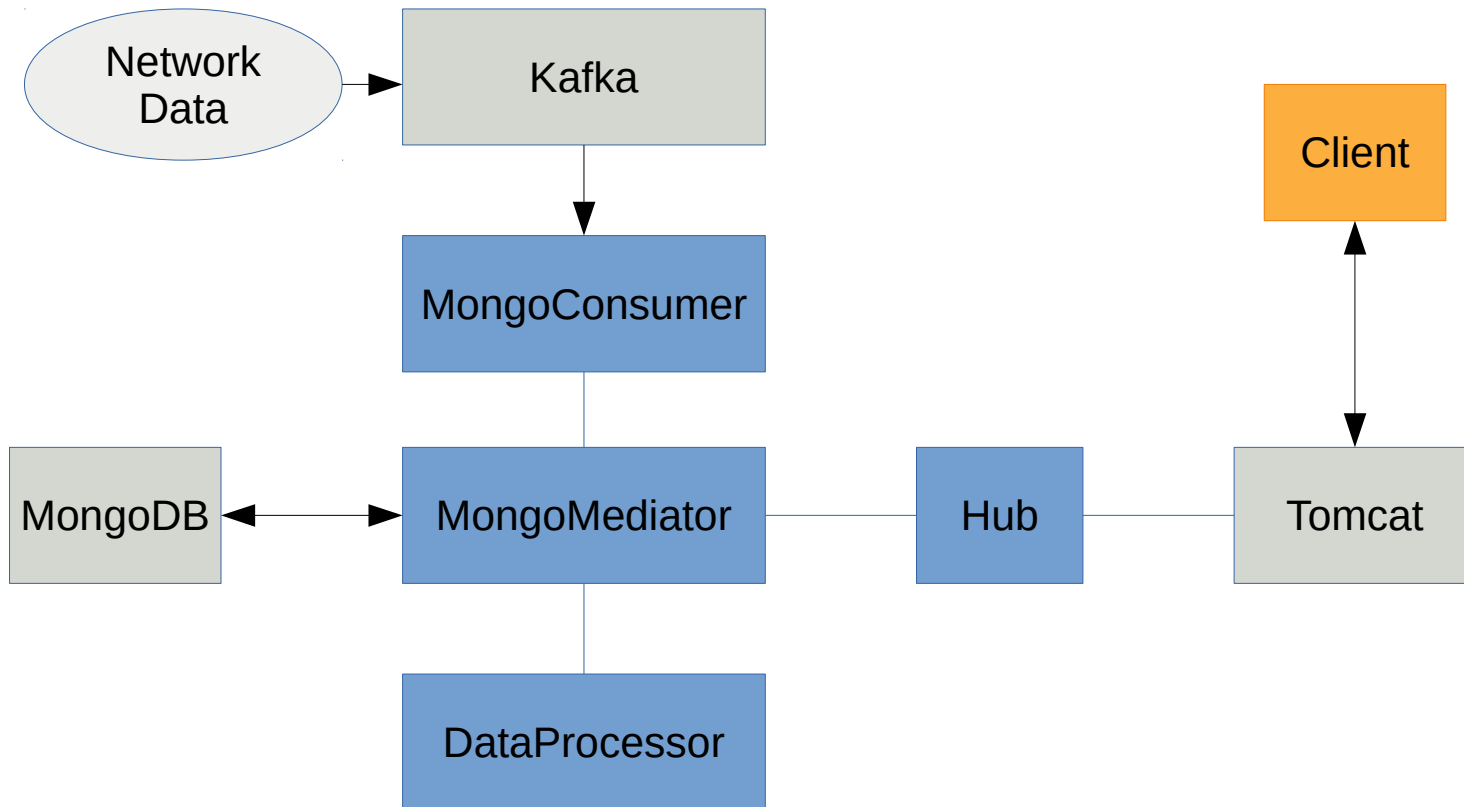 Network
Data
Kafka
Client
MongoConsumer
MongoDB
MongoMediator
Hub
Tomcat
DataProcessor